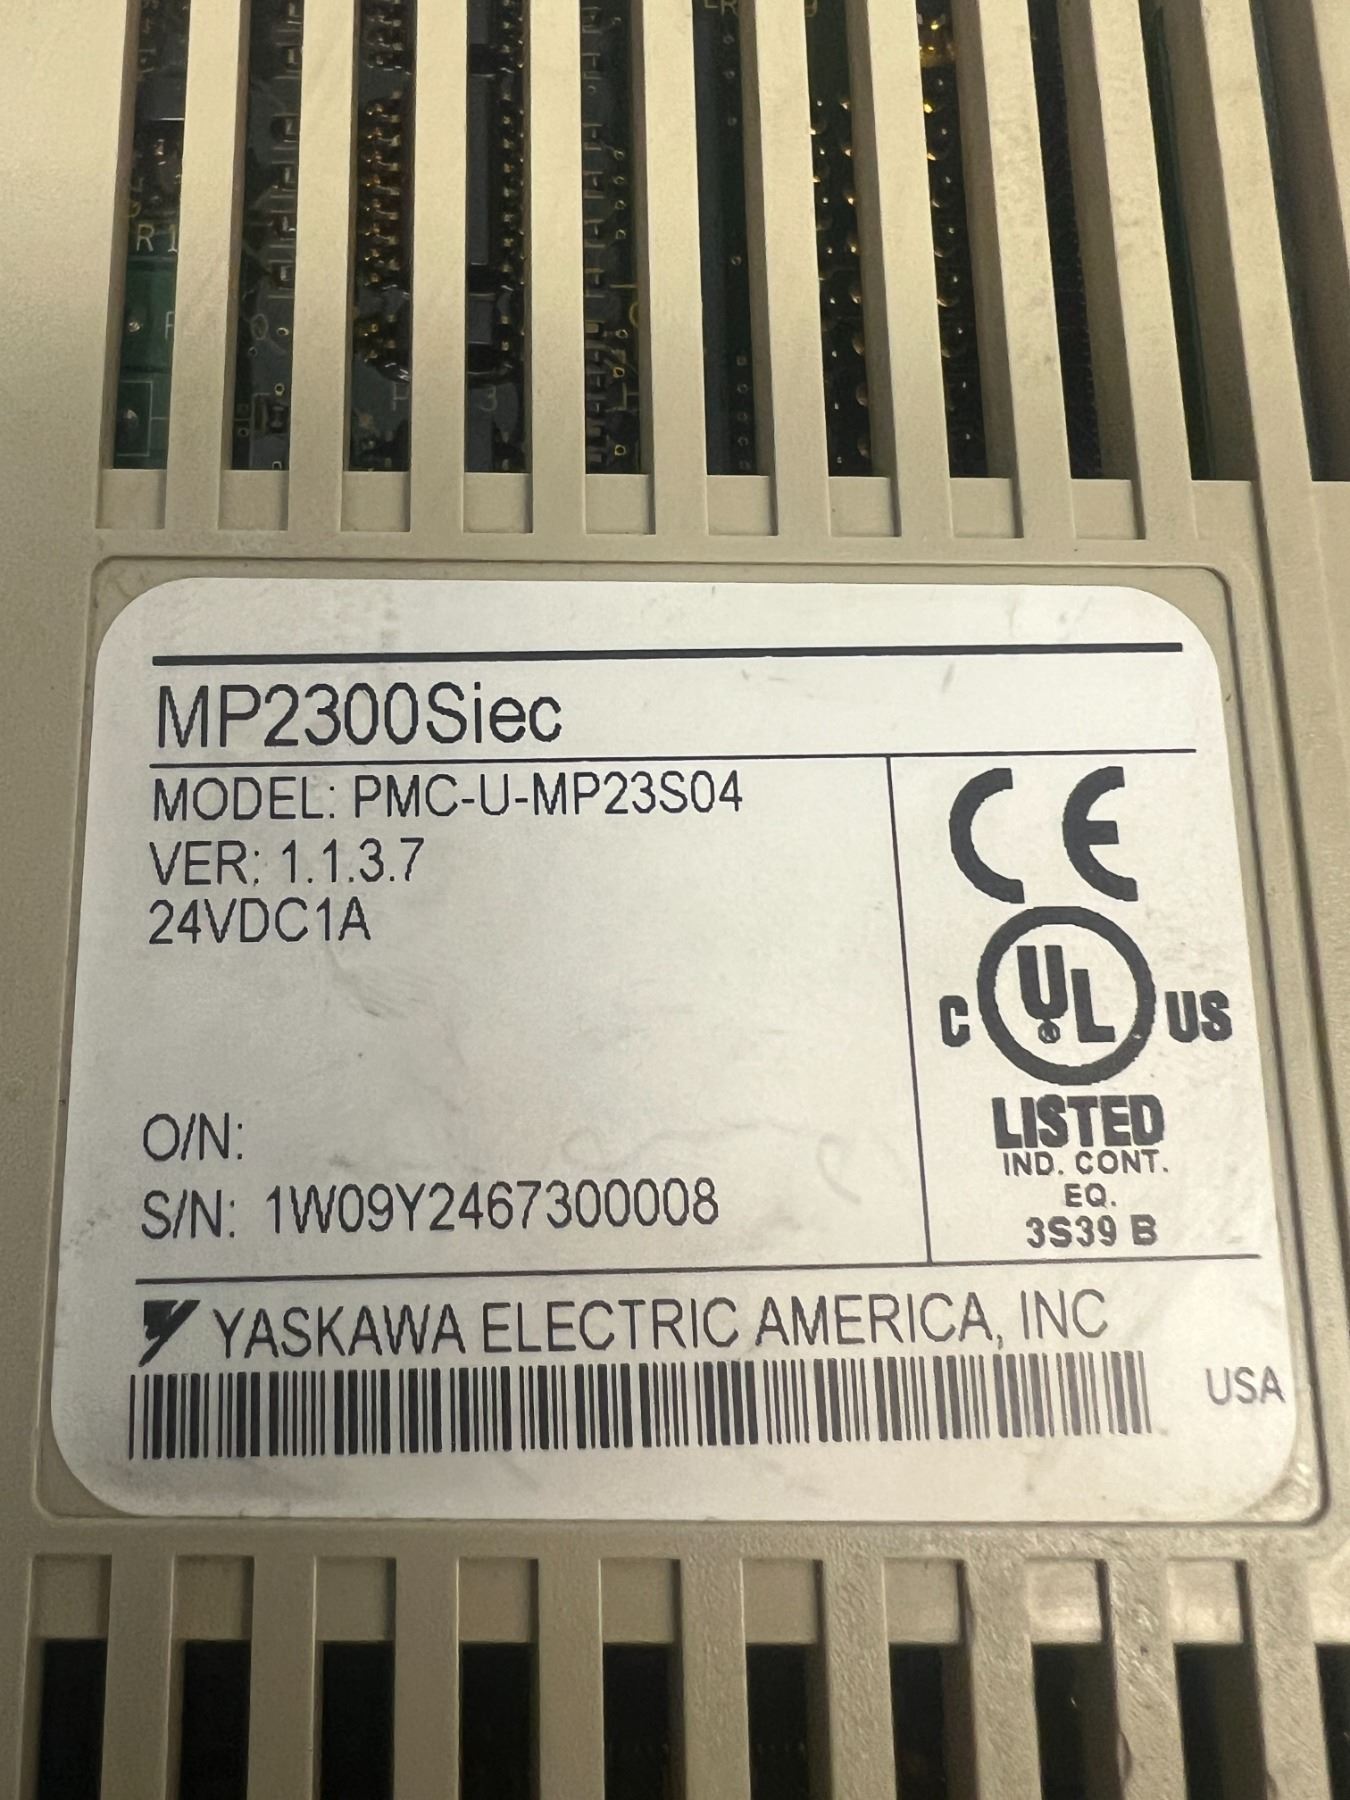 MP2300Siec
MODEL: PMC-U-MP23S04
VER: 1.1.3.7
24VDC1A
O/N:
S/N: 1W09Y2467300008
CE
C UL US
LISTED
IND. CONT.
EQ.
3S39 B
YASKAWA ELECTRIC AMERICA, INC
USA